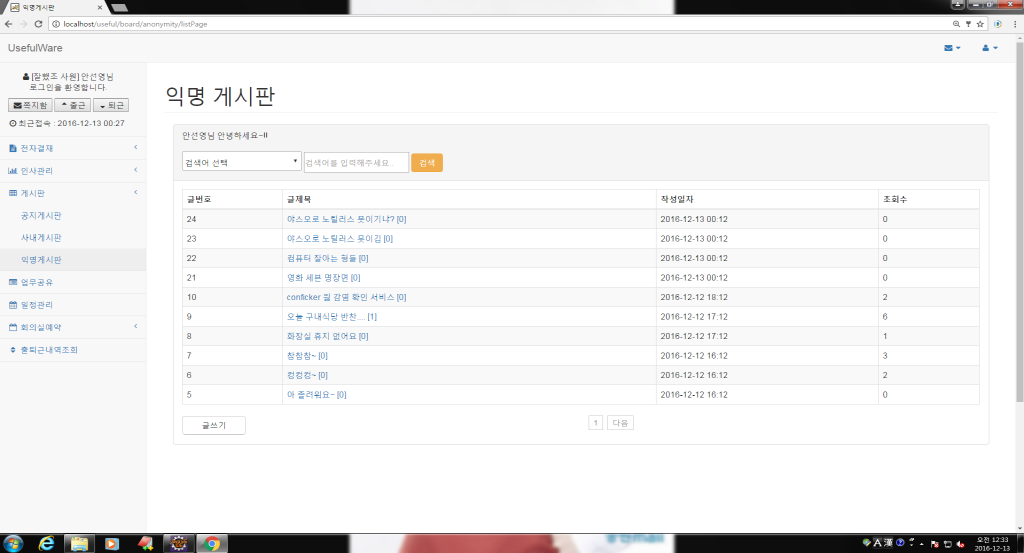 익명게시판
localhost/useful/board/anonymity/listPage
UsefulWare
[잘했조 사원] 안선영님
로그인을 환영합니다.
쪽지함 출근 퇴근
최근접속 : 2016-12-13 00:27
전자결재
인사관리
게시판
공지게시판
사내게시판
익명게시판
업무공유
일정관리
회의실예약
출퇴근내역조회
익명 게시판
안선영님 안녕하세요~!!
검색어 선택 검색어를 입력해주세요.. 검색
글번호 글제목 작성일자 조회수
24 야스오로 노틸러스 못이기냐? [0] 2016-12-13 00:12 0
23 야스오로 노틸러스 못이김 [0] 2016-12-13 00:12 0
22 컴퓨터 잘아는 형들 [0] 2016-12-13 00:12 0
21 영화 세븐 명장면 [0] 2016-12-13 00:12 0
10 conficker 웜 감염 확인 서비스 [0] 2016-12-12 18:12 2
9 오늘 구내식당 반찬.... [1] 2016-12-12 17:12 6
8 화장실 휴지 없어요 [0] 2016-12-12 17:12 1
7 참참참~ [0] 2016-12-12 16:12 3
6 킹킹킹~ [0] 2016-12-12 16:12 2
5 아 졸려워요~ [0] 2016-12-12 16:12 0
글쓰기 1 다음
A 漢
오전 12:33
2016-12-13